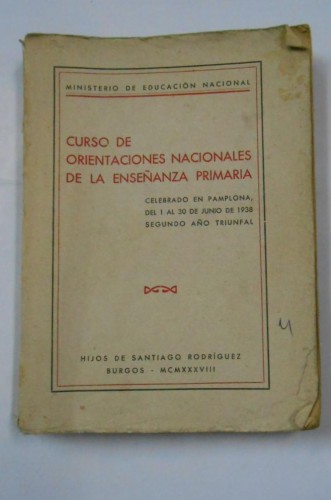 MINISTERIO DE EDUCACIÓN NACIONAL
CURSO DE
ORIENTACIONES NACIONALES
DE LA ENSEÑANZA PRIMARIA
CELEBRADO EN PAMPLONA,
DEL 1 AL 30 DE JUNIO DE 1938
SEGUNDO AÑO TRIUNFAL
HIJOS DE SANTIAGO RODRÍGUEZ
BURGOS - MCMXXXVIII